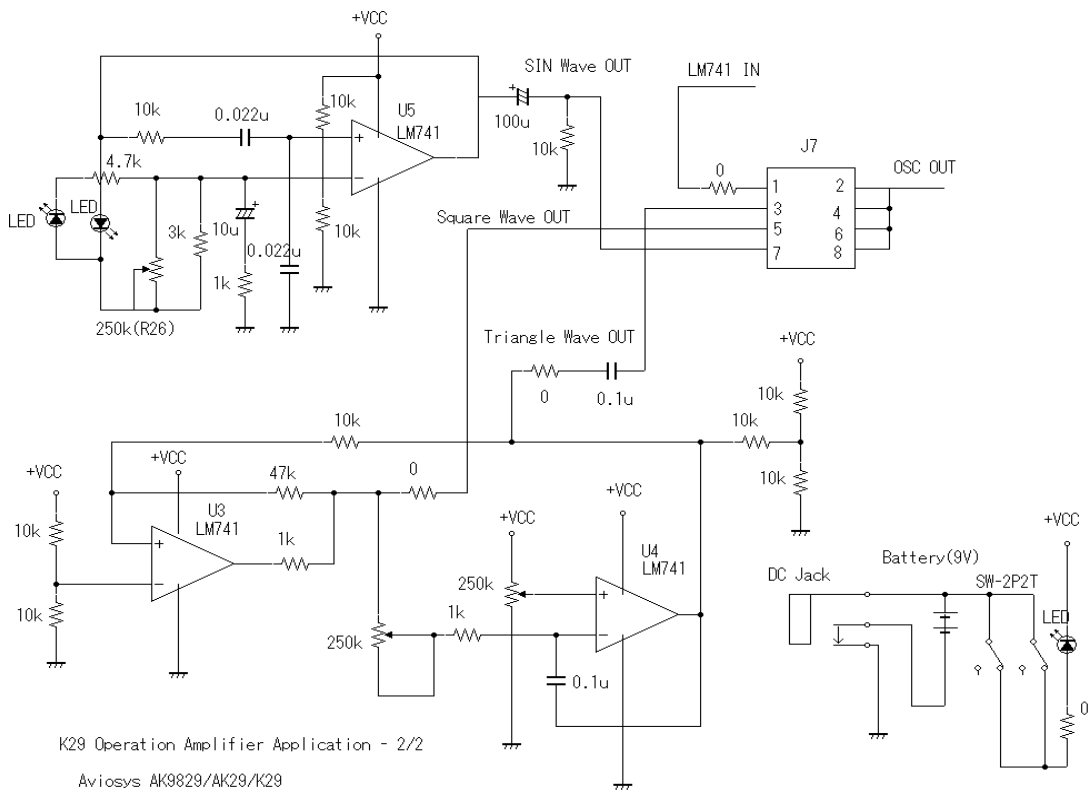 +VCC
SIN Wave OUT
LM741 IN
10k
0.022u
10k
U5
LM741
100u
10k
J7
4.7k
0
1
2
OSC OUT
3
4
5
6
7
8
LED
LED
Square Wave OUT
3k
10u
10k
0.022u
1k
250k(R26)
Triangle Wave OUT
+VCC
0
0.1u
10k
10k
10k
10k
+VCC
+VCC
47k
0
+VCC
+VCC
+VCC
10k
U3
LM741
1k
U4
LM741
Battery(9V)
DC Jack
SW-2P2T
10k
250k
1k
LED
250k
0.1u
0
K29 Operation Amplifier Application - 2/2
Aviosys AK9829/AK29/K29